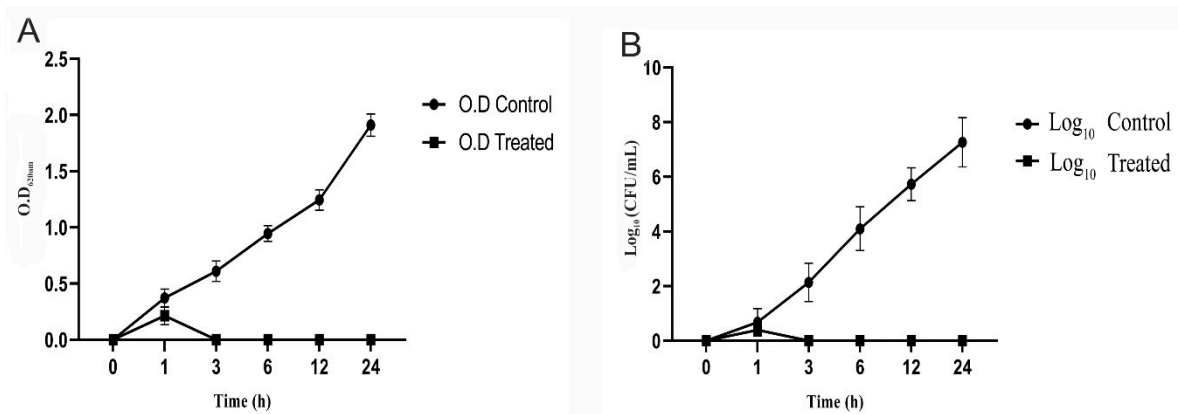 A
2.5
2.0
1.5
1.0
0.5
0.0
O.D620nm
0 1 3 6 12 24
Time (h)
O.D Control
O.D Treated
B
10
8
6
4
2
0
Log10 (CFU/mL)
0 1 3 6 12 24
Time (h)
Log10 Control
Log10 Treated